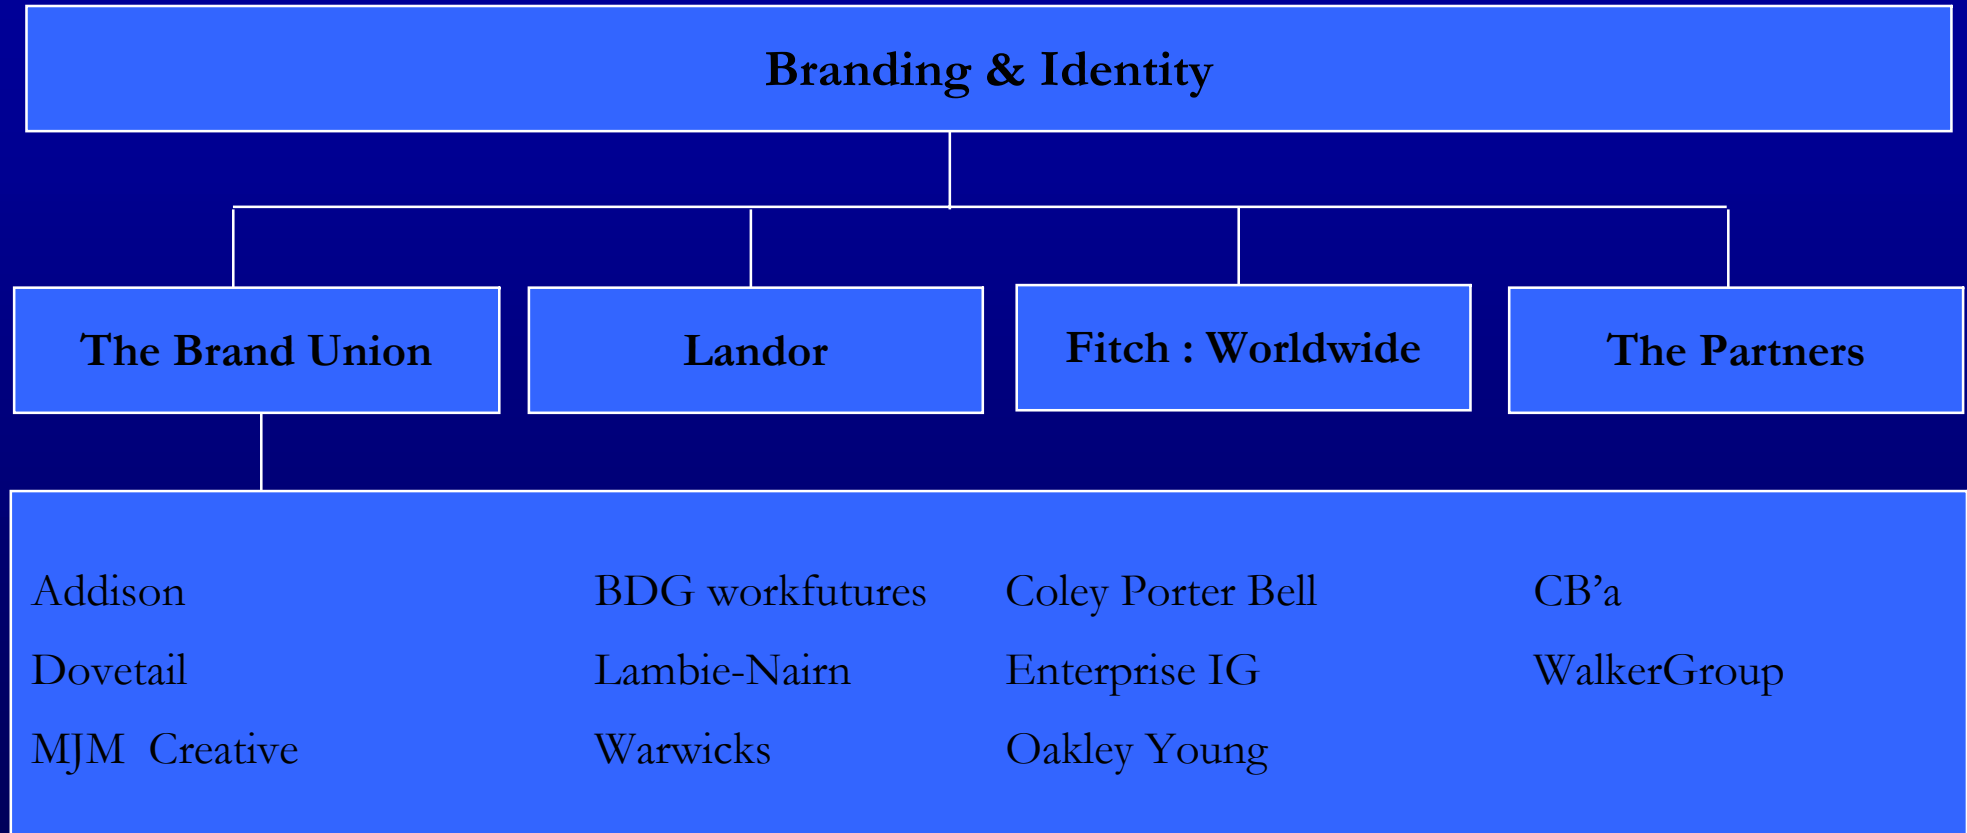 Branding & Identity
The Brand Union
Landor
Fitch : Worldwide
The Partners
Addison
BDG workfutures
Coley Porter Bell
CB’a
Dovetail
Lambie-Nairn
Enterprise IG
WalkerGroup
MJM  Creative
Warwicks
Oakley Young